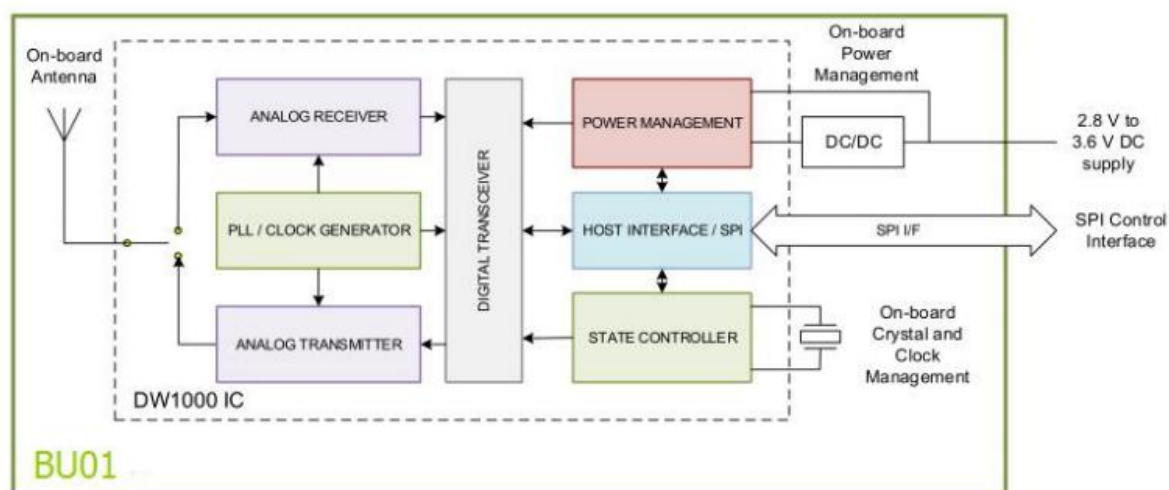 On-board
Antenna
ANALOG RECEIVER
PLL / CLOCK GENERATOR
ANALOG TRANSMITTER
DIGITAL TRANSCEIVER
POWER MANAGEMENT
HOST INTERFACE / SPI
STATE CONTROLLER
On-board
Power
Management
DC/DC
2.8 V to
3.6 V DC
supply
SPI I/F
SPI Control
Interface
On-board
Crystal and
Clock
Management
DW1000 IC
BU01